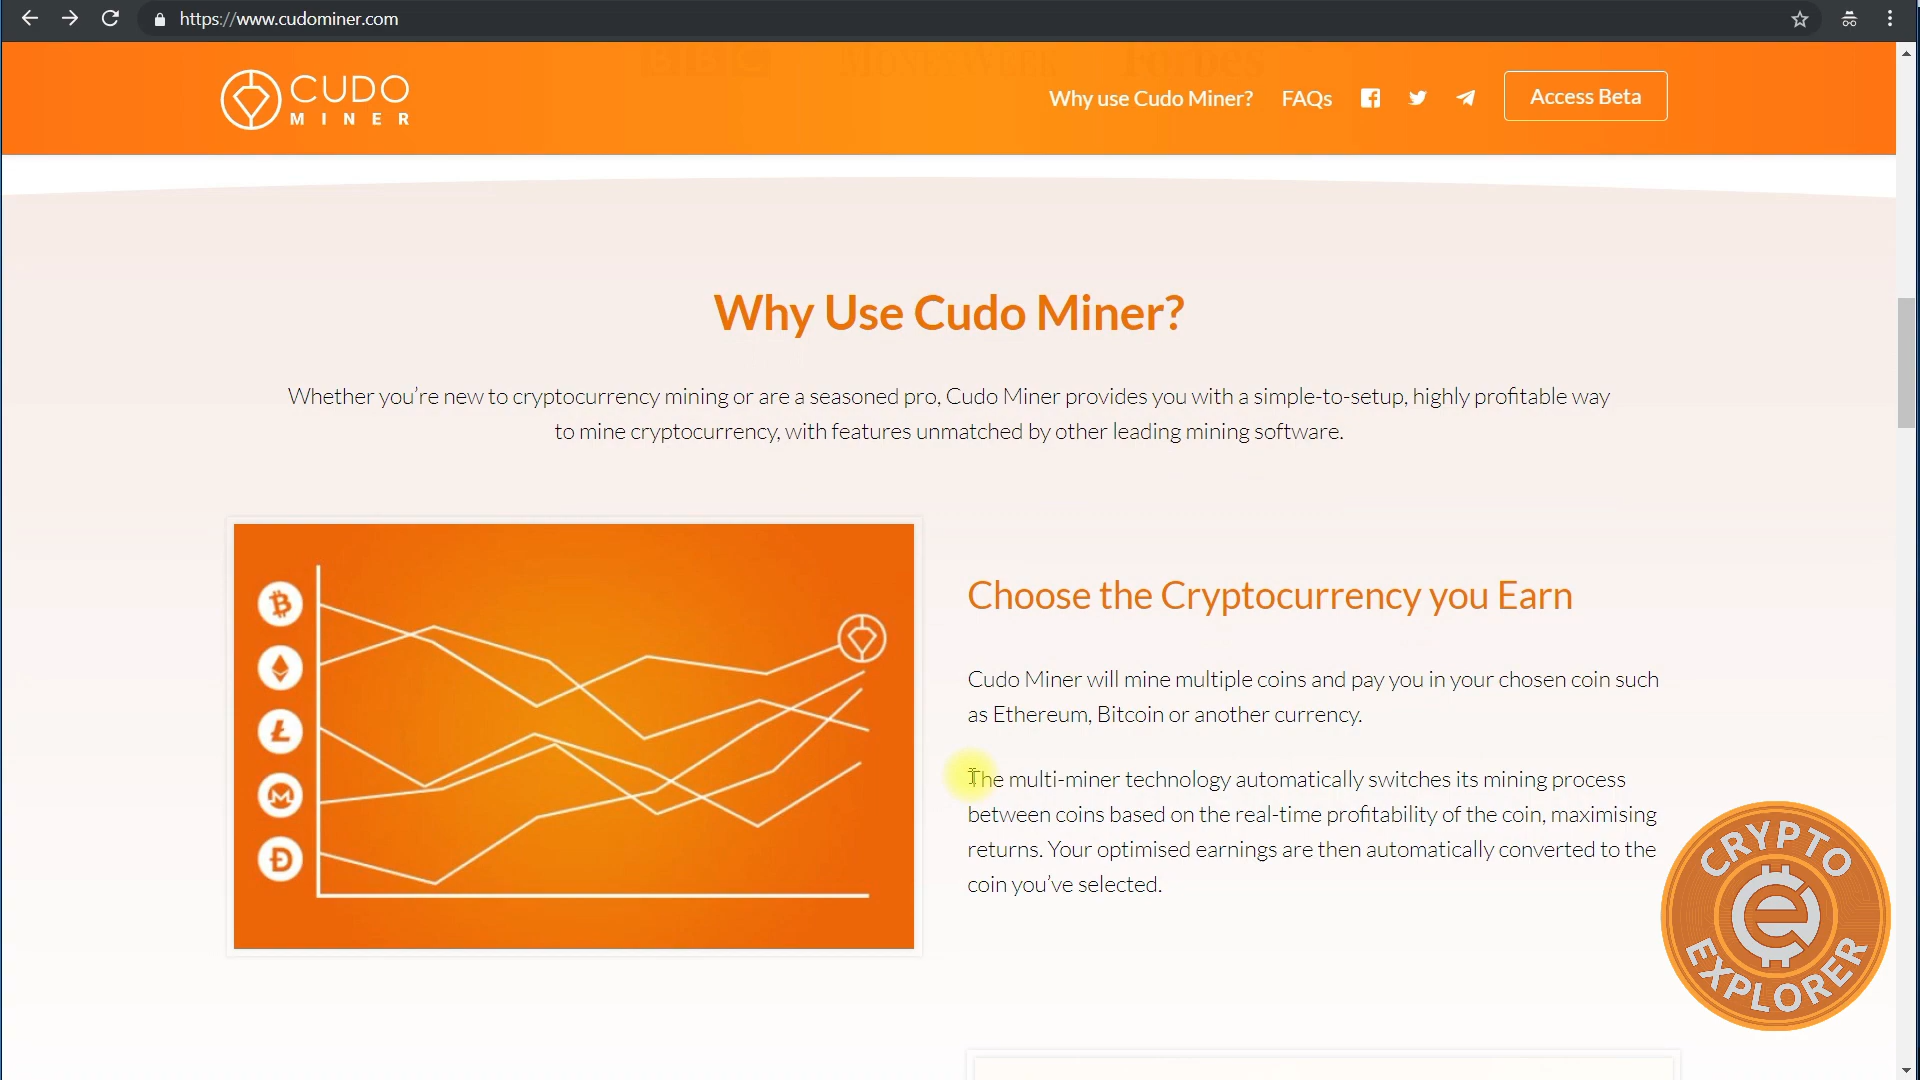 https://www.cudominer.com
BBC MONEYWEEK Forbes
CUDO
MINER
Why use Cudo Miner? FAQs Access Beta
Why Use Cudo Miner?
Whether you’re new to cryptocurrency mining or are a seasoned pro, Cudo Miner provides you with a simple-to-setup, highly profitable way
to mine cryptocurrency, with features unmatched by other leading mining software.
Choose the Cryptocurrency you Earn
Cudo Miner will mine multiple coins and pay you in your chosen coin such
as Ethereum, Bitcoin or another currency.
The multi-miner technology automatically switches its mining process
between coins based on the real-time profitability of the coin, maximising
returns. Your optimised earnings are then automatically converted to the
coin you’ve selected.
CRYPTO
EXPLORER